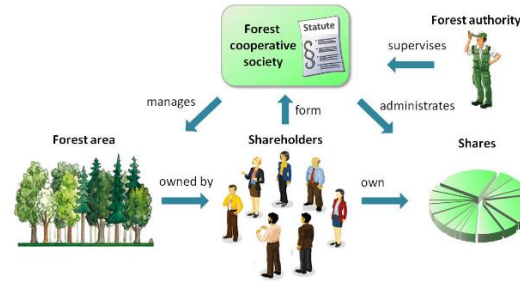 Forest
cooperative
society
Statute
§
Forest authority
supervises
manages
form
administrates
Forest area
Shareholders
Shares
owned by
own